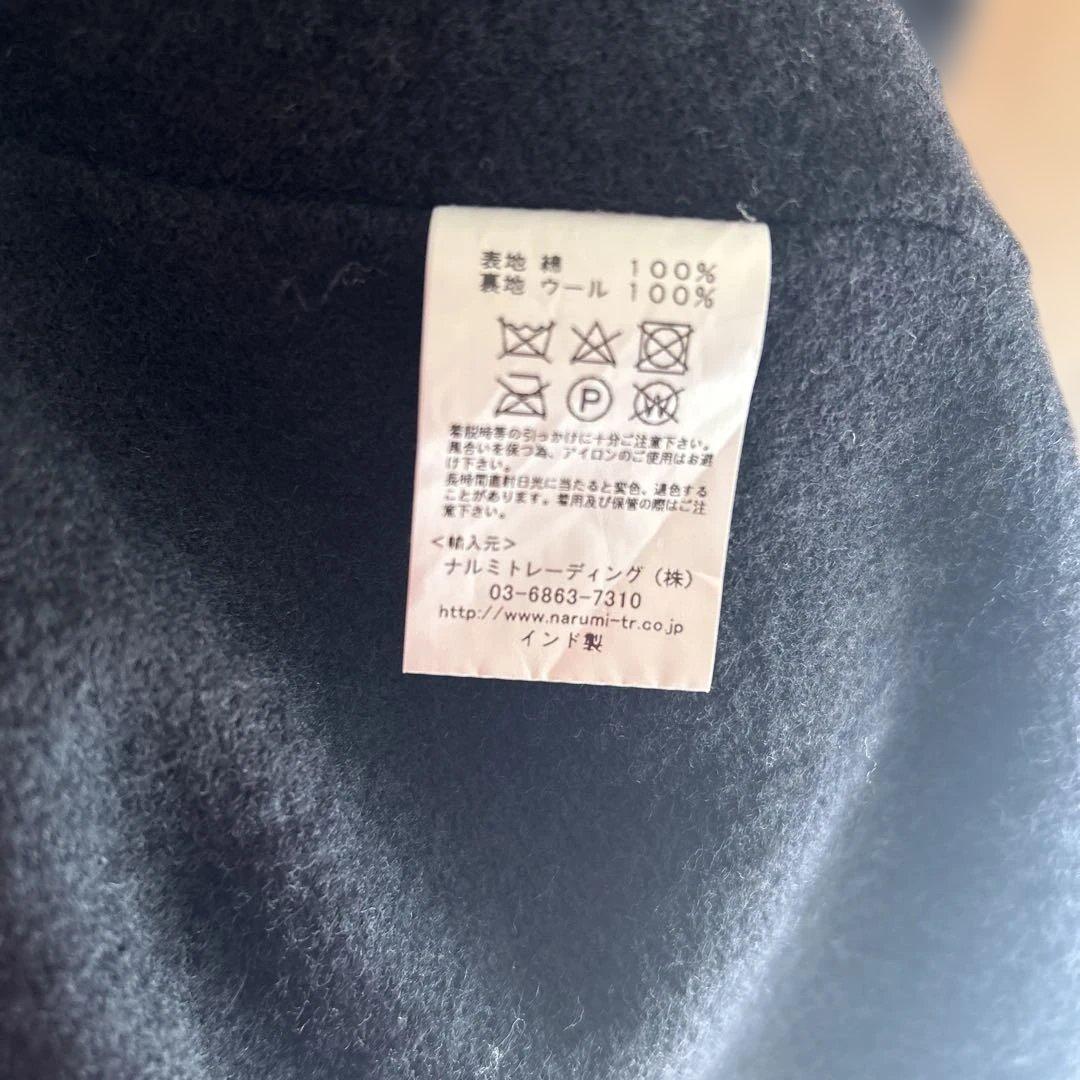 表地 綿 100%
裏地 ウール 100%
P
W
着脱時等の引っかけに十分ご注意下さい。
風合いを保つ為、アイロンのご使用はお避
け下さい。
長時間直射日光に当たると変色、退色する
ことがあります。着用及び保管の際はご注
意下さい。
<輸入元>
ナルミトレーディング(株)
03-6863-7310
http://www.narumi-tr.co.jp
インド製